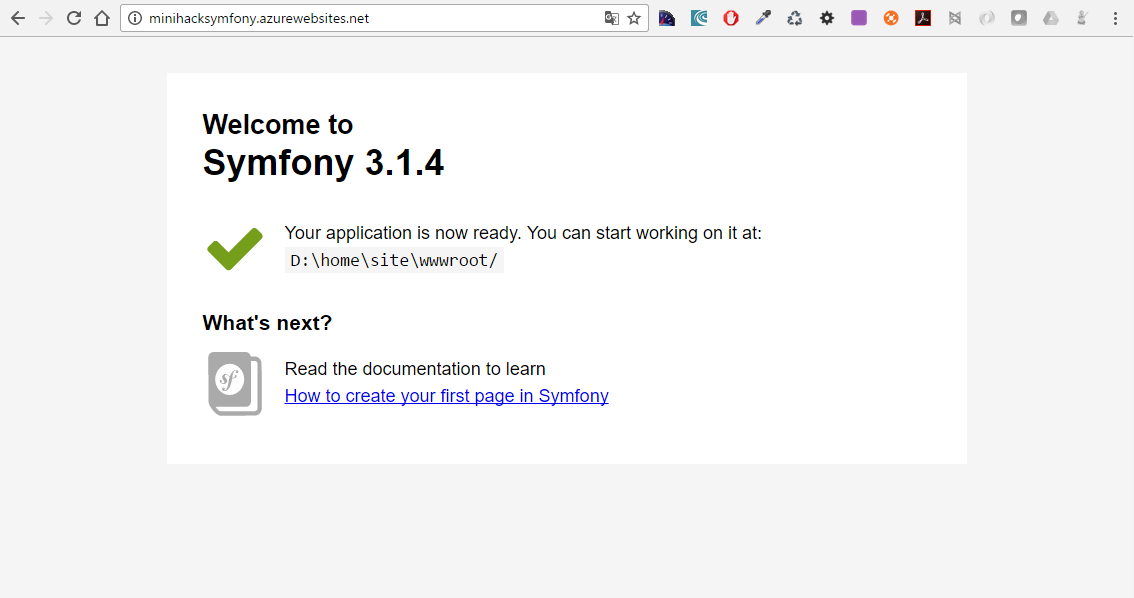 minihacksymfony.azurewebsites.net
Welcome to
Symfony 3.1.4
Your application is now ready. You can start working on it at:
D:\home\site\wwwroot/
What's next?
sf
Read the documentation to learn
How to create your first page in Symfony